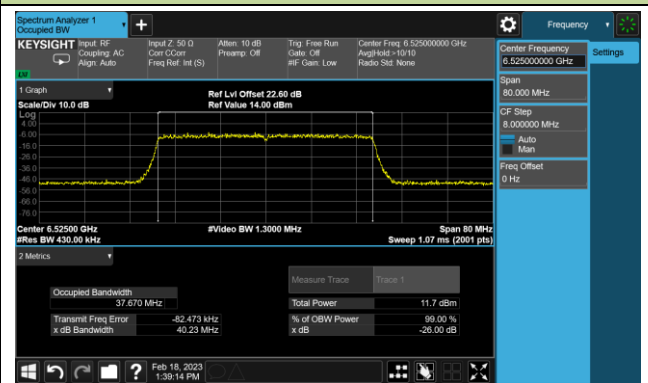 Spectrum Analyzer 1
Occupied BW
+
Frequency
KEYSIGHT
Input: RF
Coupling: AC
Align: Auto
Input Z: 50 Ω
Corr CCorr
Freq Ref: Int (S)
Atten: 10 dB
Preamp: Off
Trig: Free Run
Gate: Off
#IF Gain: Low
Center Freq: 6.525000000 GHz
Avg|Hold:>10/10
Radio Std: None
Center Frequency
6.525000000 GHz
Settings
Span
80.000 MHz
CF Step
8.000000 MHz
Auto
Man
Freq Offset
0 Hz
1 Graph
Scale/Div 10.0 dB
Ref Lvl Offset 22.60 dB
Ref Value 14.00 dBm
Log
4.00
-6.00
-16.0
-26.0
-36.0
-46.0
-56.0
-66.0
-76.0
Center 6.52500 GHz
#Res BW 430.00 kHz
#Video BW 1.3000 MHz
Span 80 MHz
Sweep 1.07 ms (2001 pts)
2 Metrics
Measure Trace
Trace 1
Occupied Bandwidth
37.670 MHz
Total Power
11.7 dBm
Transmit Freq Error
-82.473 kHz
% of OBW Power
99.00 %
x dB Bandwidth
40.23 MHz
x dB
-26.00 dB
?
Feb 18, 2023
1:39:14 PM